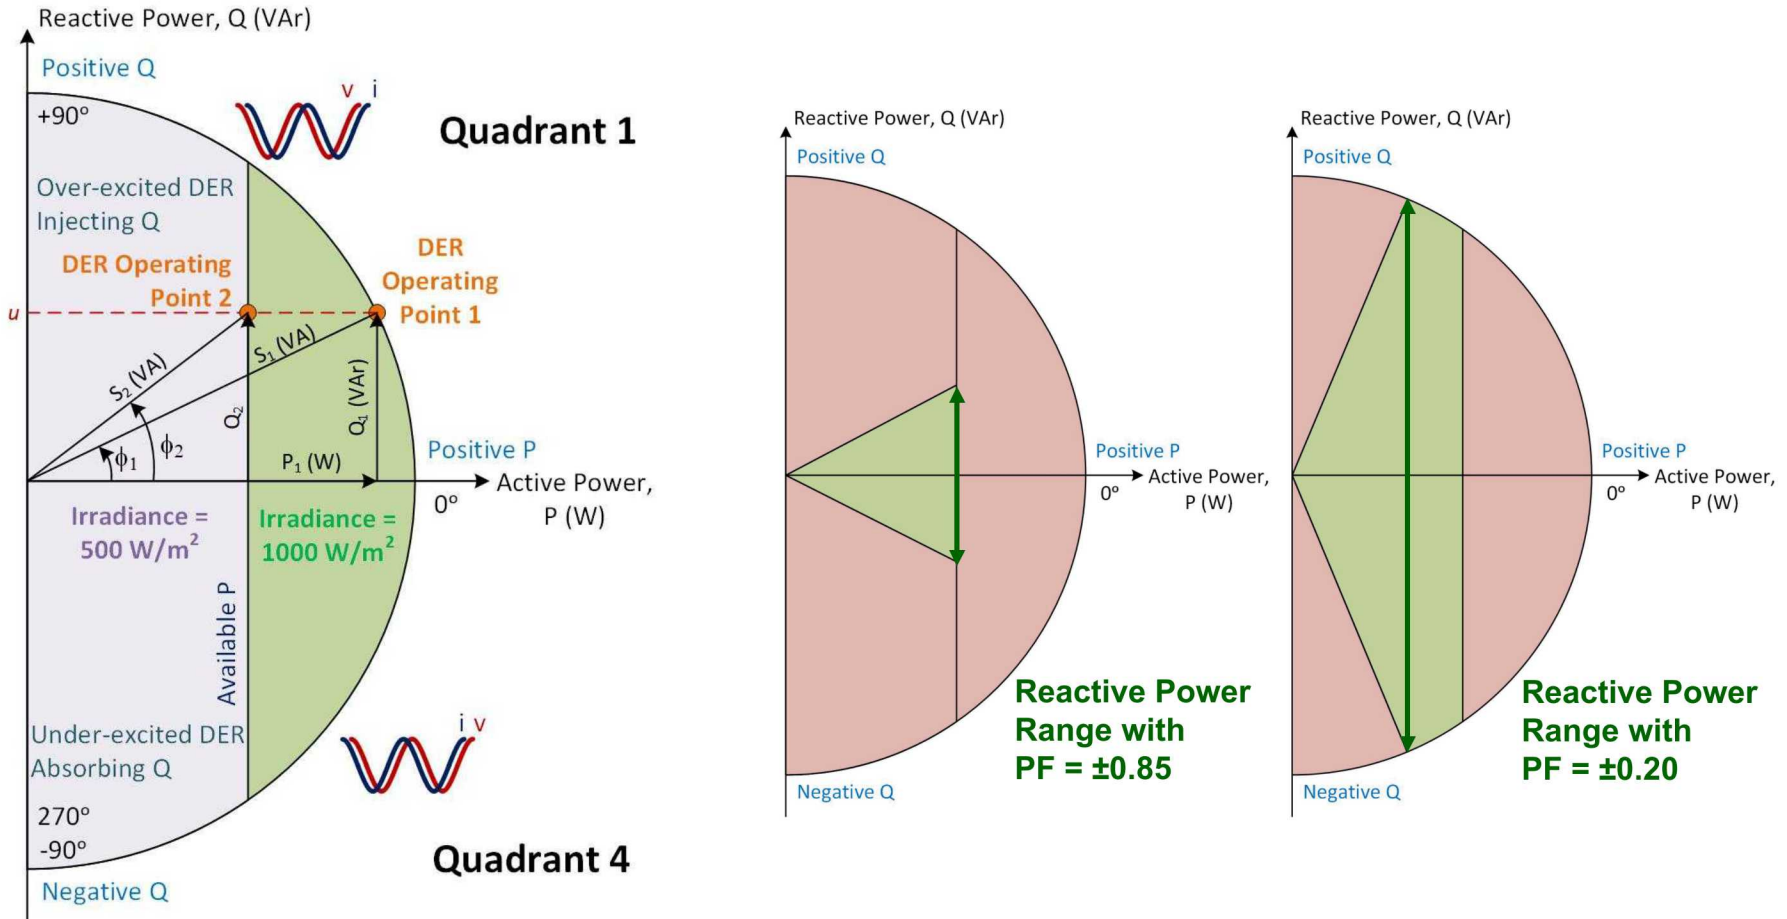 Reactive Power, Q (VAr)
Positive Q
+90°
v i
Quadrant 1
Over-excited DER
Injecting Q
DER Operating
Point 2
DER
Operating
Point 1
u
S₂ (VA)
S₁ (VA)
Q₂
Q₁ (VAr)
ϕ₁
ϕ₂
P₁ (W)
Positive P
Active Power,
P (W)
0°
Irradiance =
500 W/m²
Irradiance =
1000 W/m²
Available P
Under-excited DER
Absorbing Q
i v
270°
-90°
Quadrant 4
Negative Q
Reactive Power, Q (VAr)
Positive Q
Positive P
Active Power,
P (W)
0°
Reactive Power
Range with
PF = ±0.85
Negative Q
Reactive Power, Q (VAr)
Positive Q
Positive P
Active Power,
P (W)
0°
Reactive Power
Range with
PF = ±0.20
Negative Q